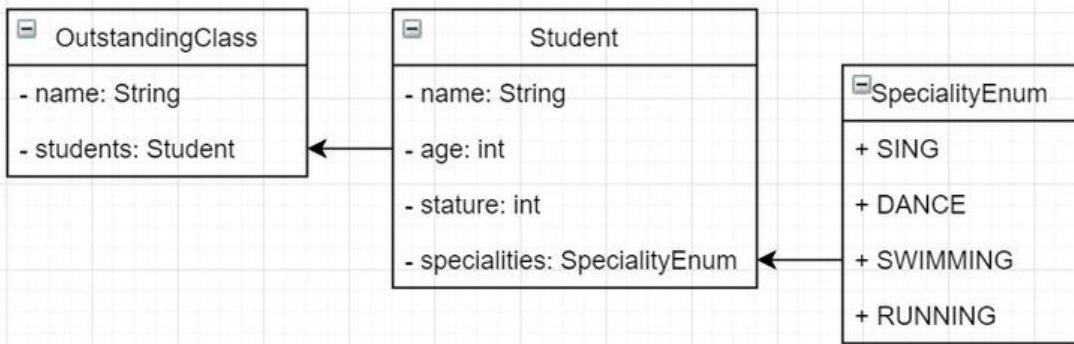 OutstandingClass
- name: String
- students: Student
Student
- name: String
- age: int
- stature: int
- specialities: SpecialityEnum
SpecialityEnum
+ SING
+ DANCE
+ SWIMMING
+ RUNNING